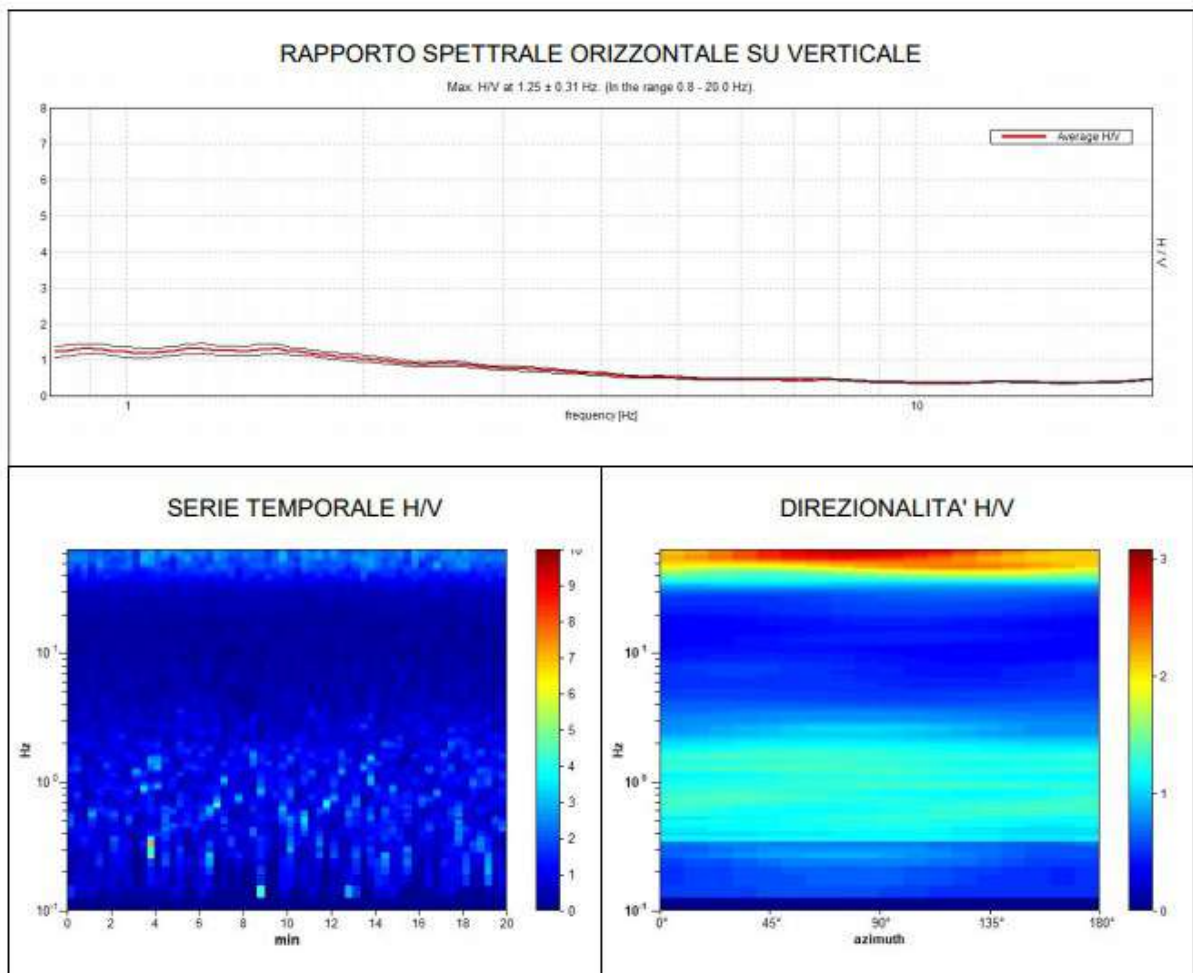 RAPPORTO SPETTRALE ORIZZONTALE SU VERTICALE
Max. H/V at 1.25 ± 0.31 Hz. (In the range 0.8 - 20.0 Hz).
8
7
6
5
4
3
2
1
0
Average H/V
H / V
1
10
frequency [Hz]
SERIE TEMPORALE H/V
10¹
10⁰
10⁻¹
Hz
0 2 4 6 8 10 12 14 16 18 20
min
10
9
8
7
6
5
4
3
2
1
0
DIREZIONALITA' H/V
10¹
10⁰
10⁻¹
Hz
0° 45° 90° 135° 180°
azimuth
3
2
1
0